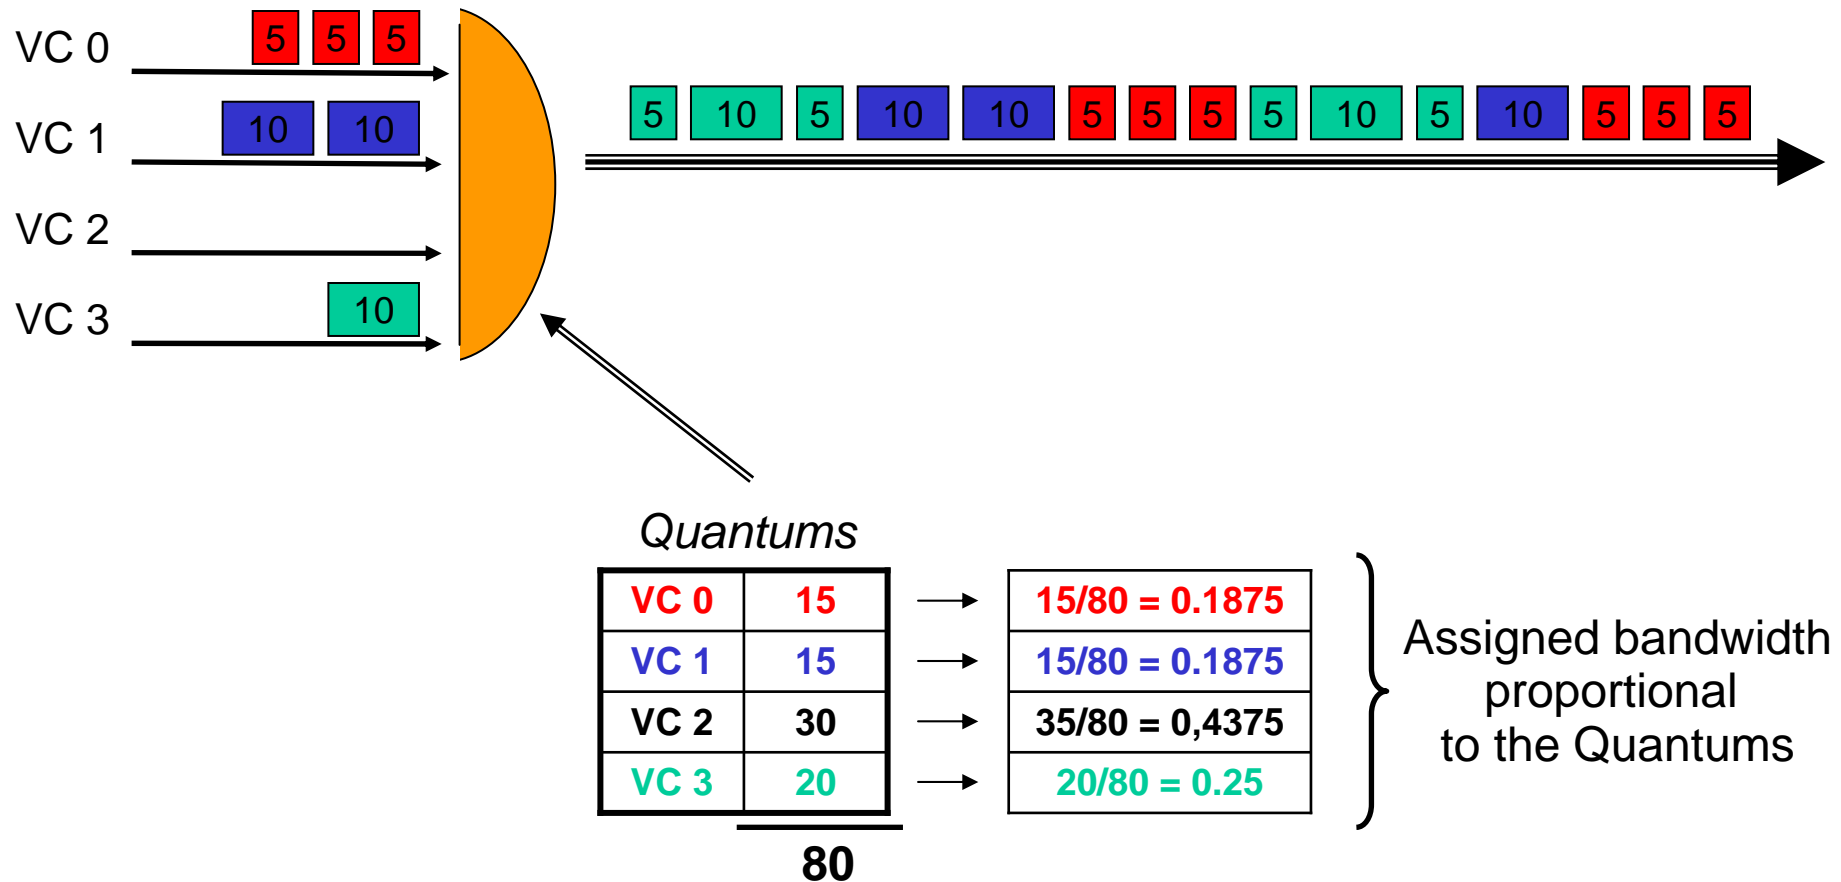 VC 0
5 5 5
VC 1
10 10
VC 2
VC 3
10
5 10 5 10 10 5 5 5 5 10 5 10 5 5 5
Quantums
VC 0 15 15/80 = 0.1875
VC 1 15 15/80 = 0.1875
VC 2 30 35/80 = 0,4375
VC 3 20 20/80 = 0.25
80
Assigned bandwidth
proportional
to the Quantums